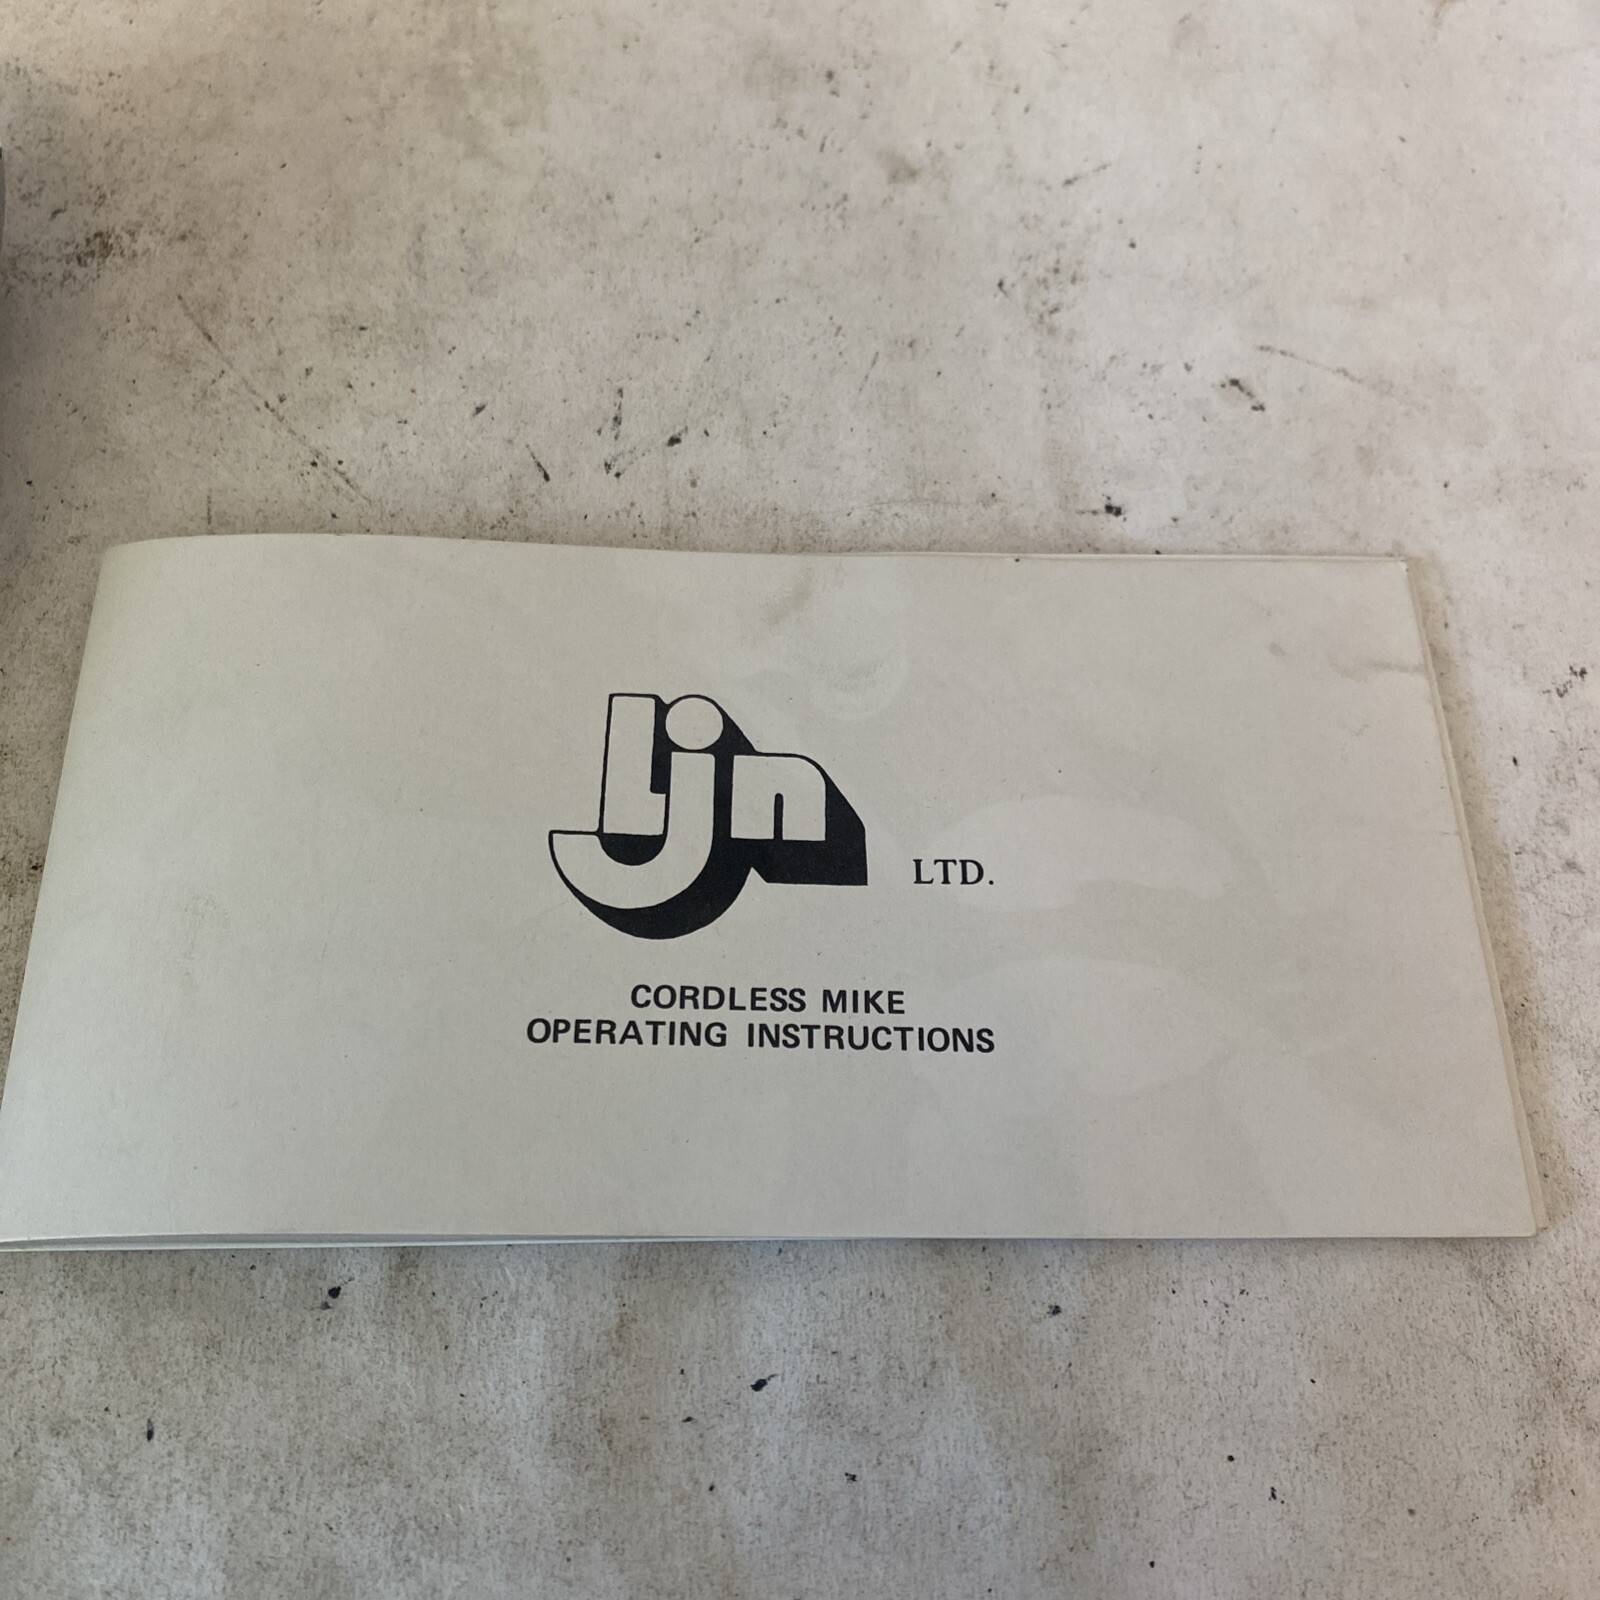 Ljn LTD.
CORDLESS MIKE
OPERATING INSTRUCTIONS